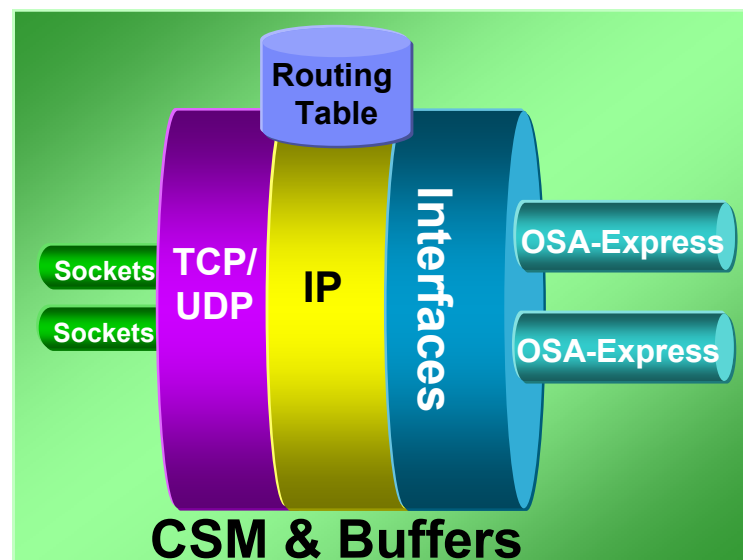 Routing
Table
Sockets
Sockets
TCP/
UDP
IP
Interfaces
OSA-Express
OSA-Express
CSM & Buffers